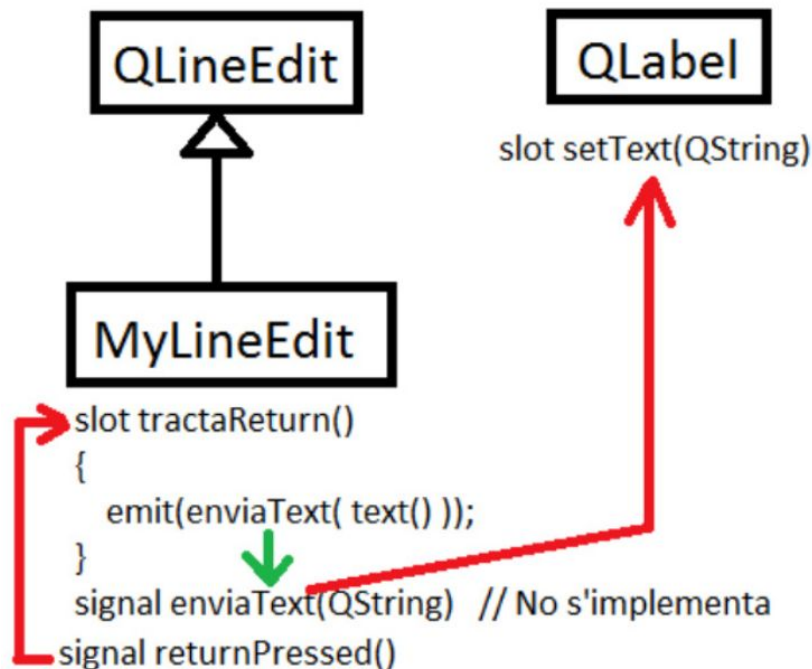 QLineEdit
QLabel
slot setText(QString)
MyLineEdit
slot tractaReturn()
{
emit(enviaText( text() ));
}
signal enviaText(QString) // No s'implementa
signal returnPressed()